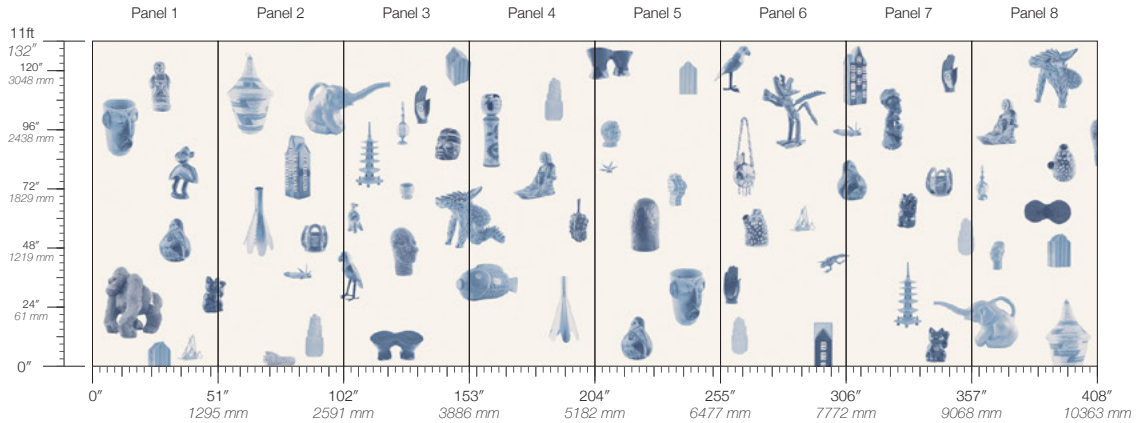 Panel 1 Panel 2 Panel 3 Panel 4 Panel 5 Panel 6 Panel 7 Panel 8
11ft
132″
120″
3048 mm
96″
2438 mm
72″
1829 mm
48″
1219 mm
24″
61 mm
0″
0″ 51″ 102″ 153″ 204″ 255″ 306″ 357″ 408″
1295 mm 2591 mm 3886 mm 5182 mm 6477 mm 7772 mm 9068 mm 10363 mm